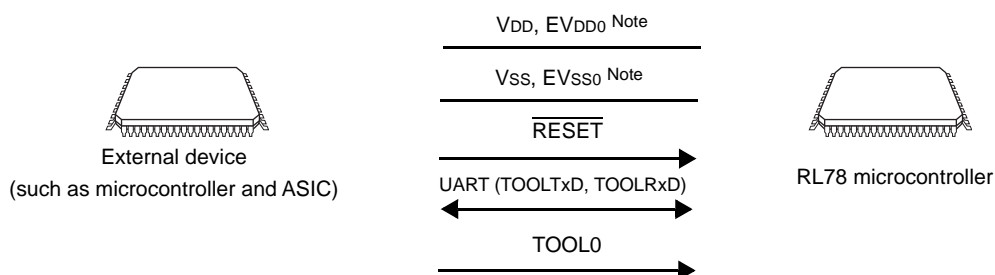 VDD, EVDD0 Note
VSS, EVSS0 Note
RESET
External device
(such as microcontroller and ASIC)
RL78 microcontroller
UART (TOOLTxD, TOOLRxD)
TOOL0